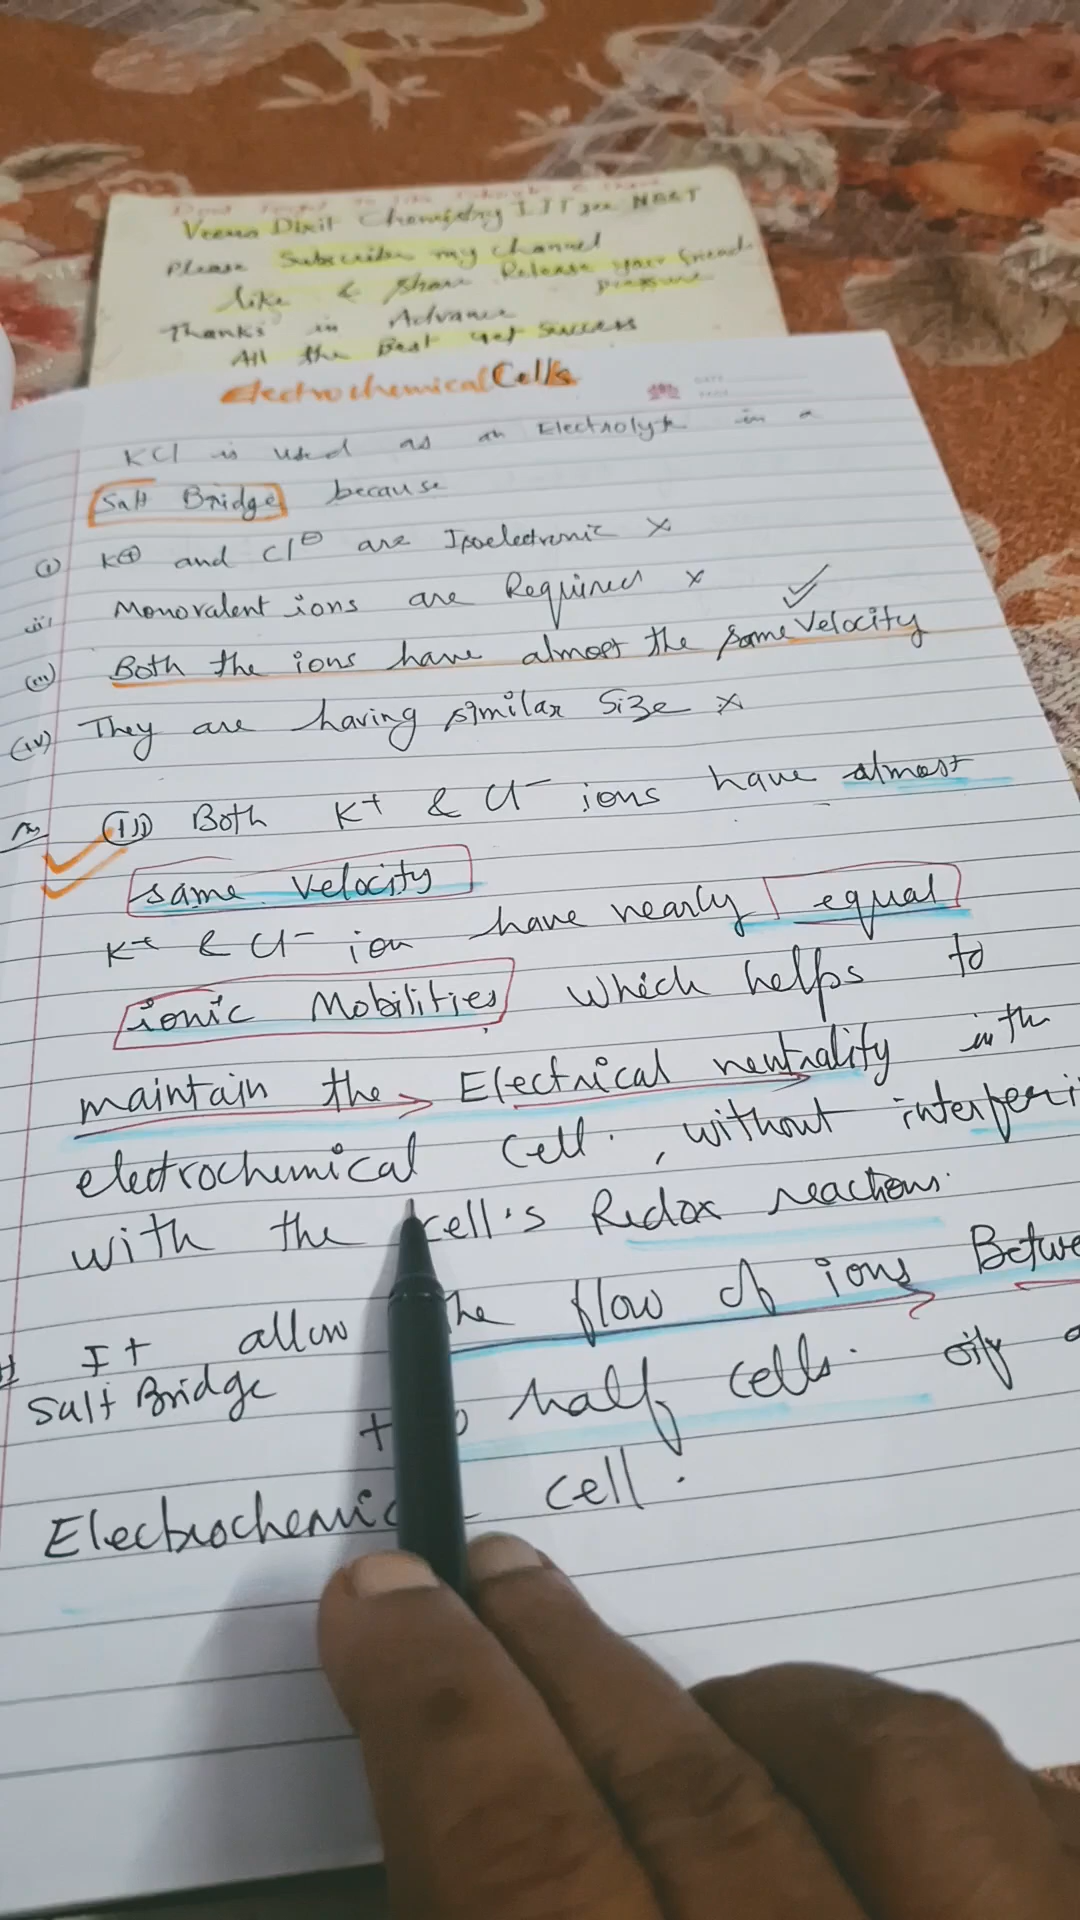 Veena Dixit Chemistry IIT Jee NEET
Please Subscribe my channel
like & share Release your friends
pressure
Thanks in Advance
All the Best get success
Electrochemical Cells
DATE
PAGE
KCl is used as an Electrolyte in a
Salt Bridge because
(i) K⊕ and Cl⊖ are Isoelectronic ×
(ii) Monovalent ions are Required ×
(iii) Both the ions have almost the same Velocity ✓
(iv) They are having similar Size ×
(III) Both K+ & Cl- ions have almost
same velocity
K+ & Cl- ion have nearly equal
ionic Mobilities which helps to
maintain the Electrical neutrality in th
electrochemical cell, without interferi
with the cell's Redox reactions.
It allow the flow of ions Betwe
Salt Bridge
half cells.
cell.